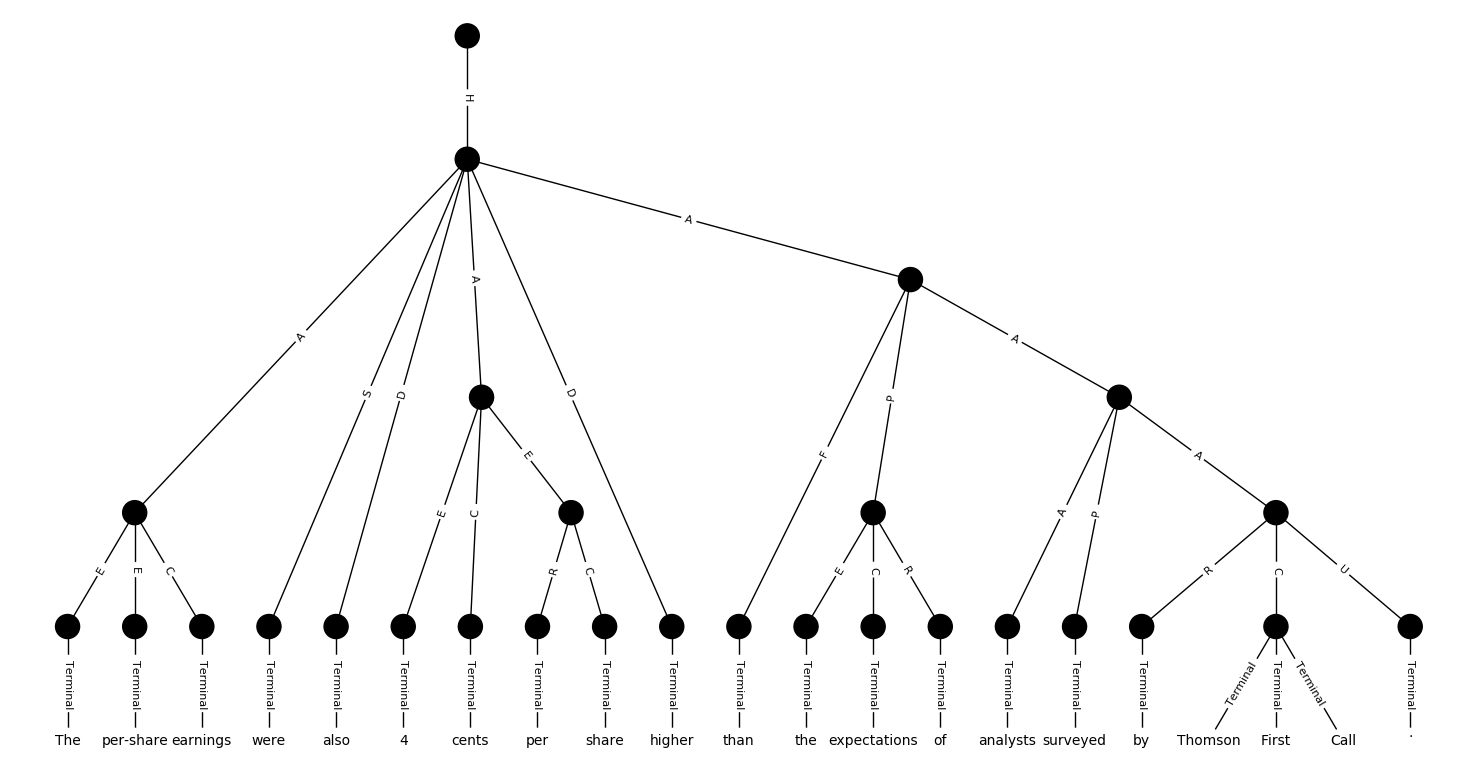 H
A
A
A
S
D
D
F
P
A
E
C
E
A
P
A
E
E
C
R
C
E
C
R
R
C
U
Terminal Terminal Terminal Terminal Terminal Terminal Terminal Terminal Terminal Terminal Terminal Terminal Terminal Terminal Terminal Terminal Terminal Terminal Terminal Terminal Terminal
The per-share earnings were also 4 cents per share higher than the expectations of analysts surveyed by Thomson First Call .